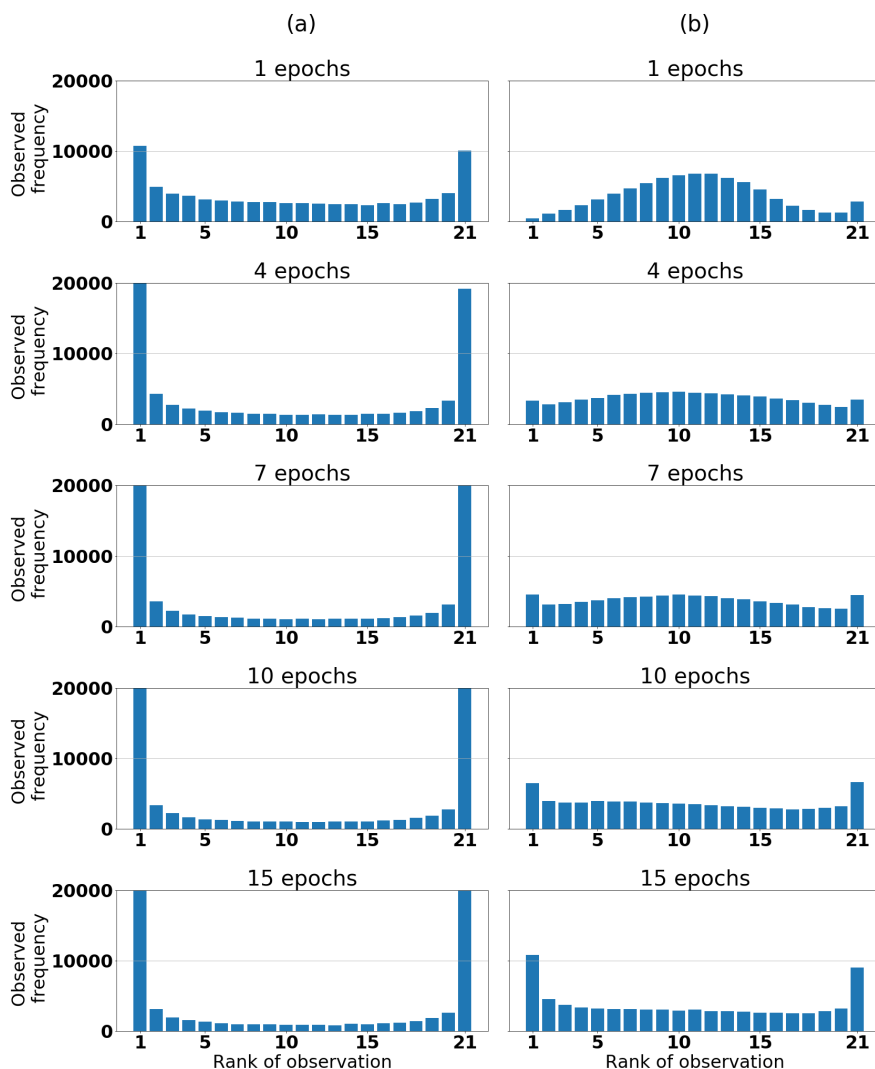 (a) (b)
1 epochs 1 epochs
20000
10000
0
Observed
frequency
1 5 10 15 21 1 5 10 15 21
4 epochs 4 epochs
20000
10000
0
Observed
frequency
1 5 10 15 21 1 5 10 15 21
7 epochs 7 epochs
20000
10000
0
Observed
frequency
1 5 10 15 21 1 5 10 15 21
10 epochs 10 epochs
20000
10000
0
Observed
frequency
1 5 10 15 21 1 5 10 15 21
15 epochs 15 epochs
20000
10000
0
Observed
frequency
1 5 10 15 21 1 5 10 15 21
Rank of observation Rank of observation